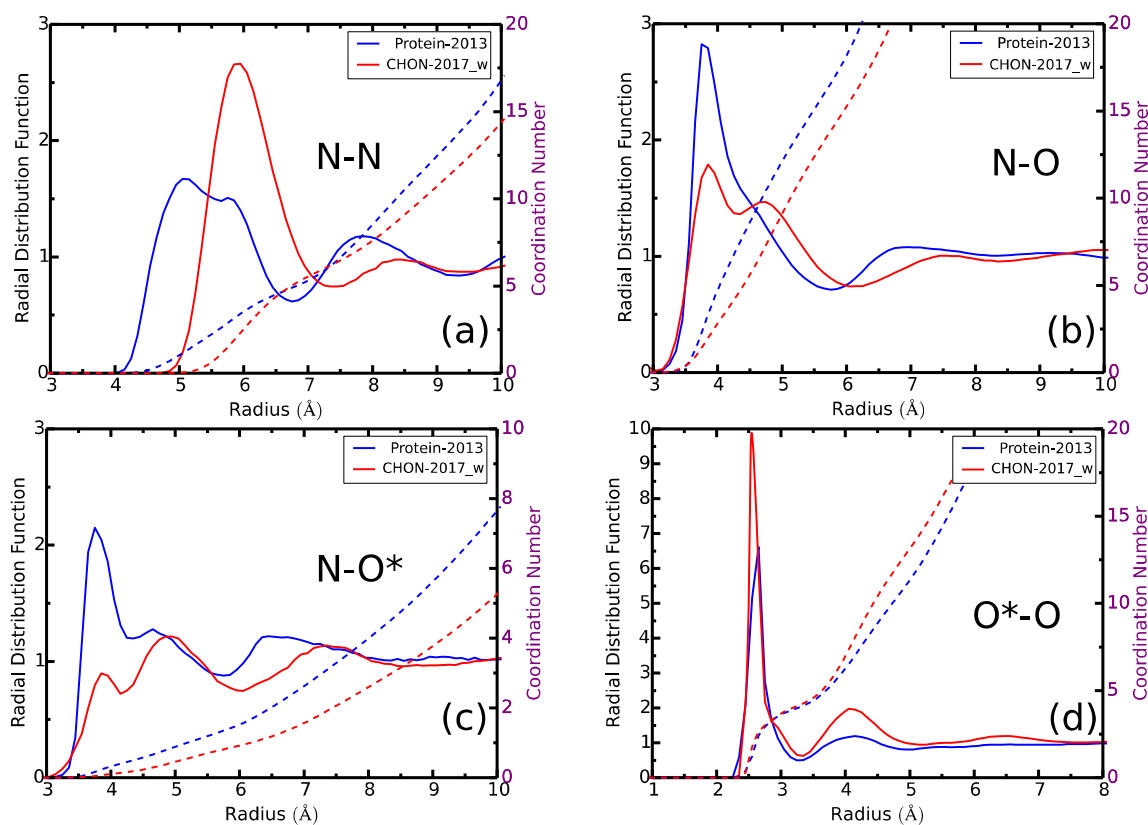 3
2
1
0
Radial Distribution Function
Protein-2013
CHON-2017_w
N-N
(a)
20
15
10
5
0
Coordination Number
3 4 5 6 7 8 9 10
Radius (Å)
3
2
1
0
Radial Distribution Function
Protein-2013
CHON-2017_w
N-O
(b)
20
15
10
5
0
Coordination Number
3 4 5 6 7 8 9 10
Radius (Å)
3
2
1
0
Radial Distribution Function
Protein-2013
CHON-2017_w
N-O*
(c)
10
8
6
4
2
0
Coordination Number
3 4 5 6 7 8 9 10
Radius (Å)
10
9
8
7
6
5
4
3
2
1
0
Radial Distribution Function
Protein-2013
CHON-2017_w
O*-O
(d)
20
15
10
5
0
Coordination Number
1 2 3 4 5 6 7 8
Radius (Å)